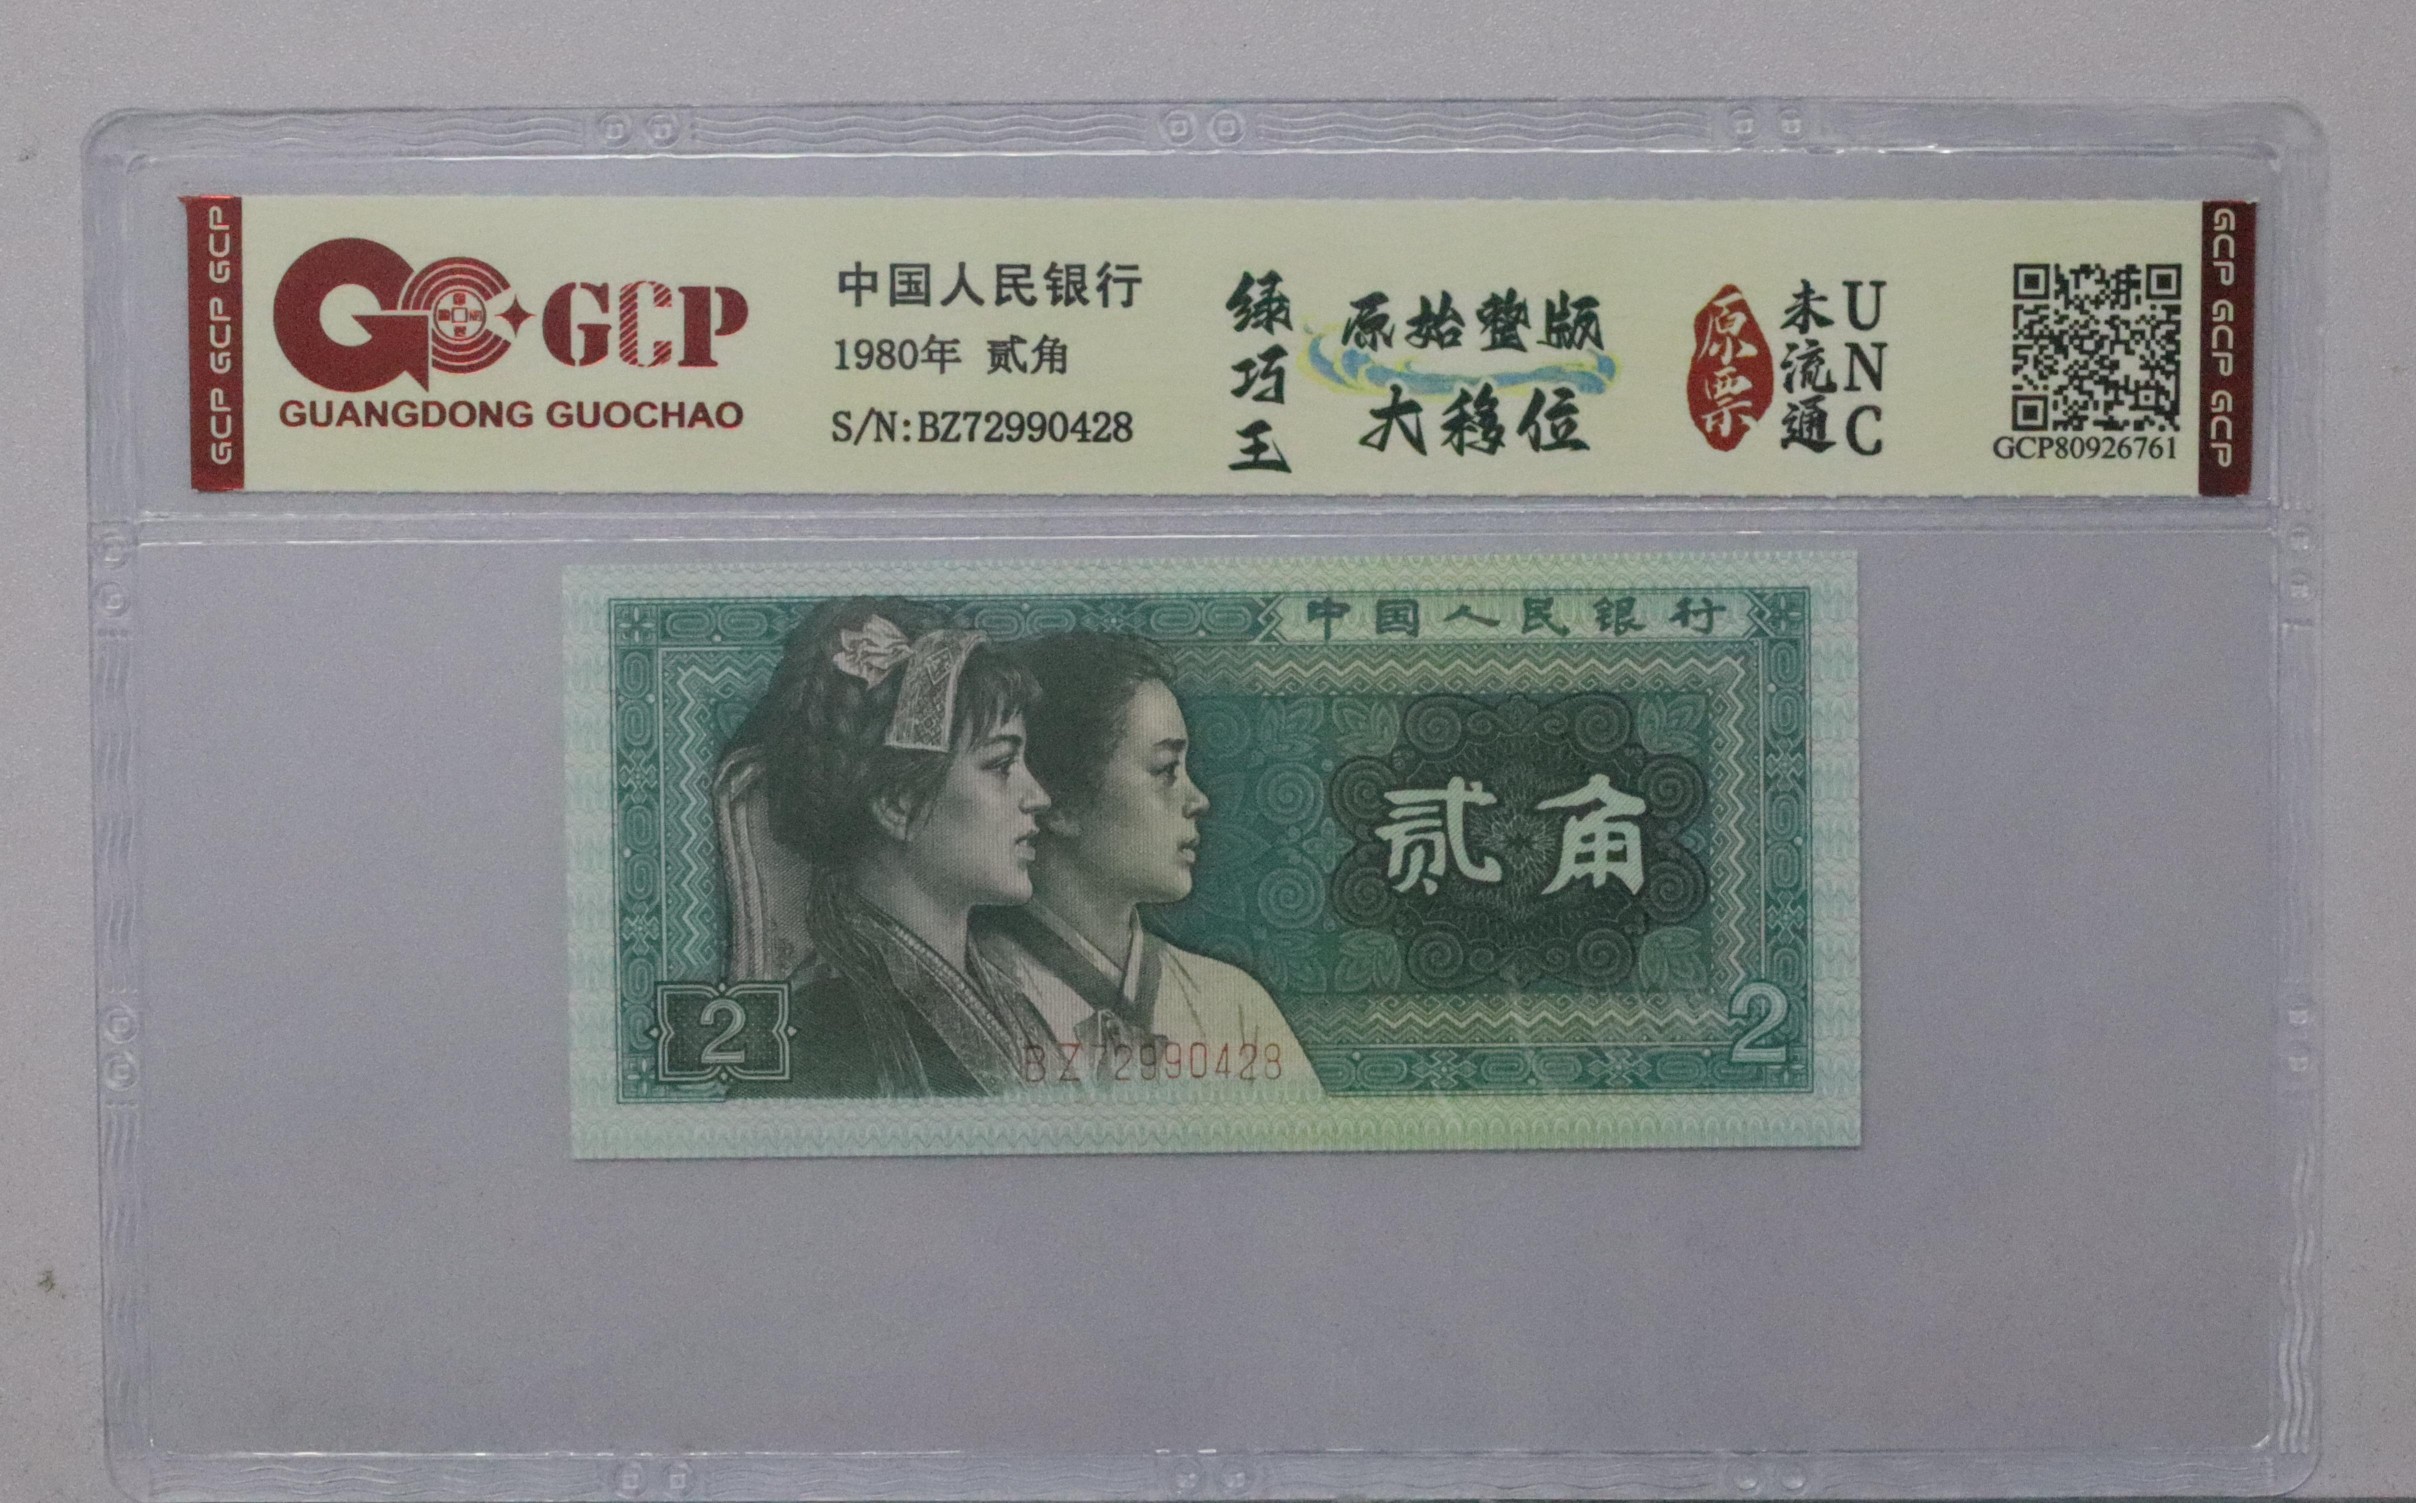 GCP GCP GCP
GCP
GUANGDONG GUOCHAO
中国人民银行
1980年 贰角
S/N:BZ72990428
绿巧王
原始整版
大移位
原票
未流通
UNC
GCP80926761
GCP GCP GCP
中国人民银行
贰角
2
2
BZ72990428